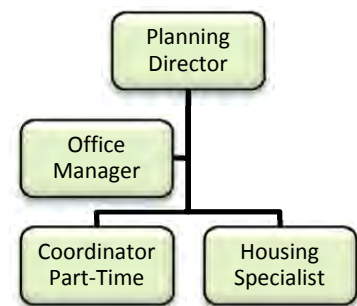 Planning
Director
Office
Manager
Coordinator
Part-Time
Housing
Specialist